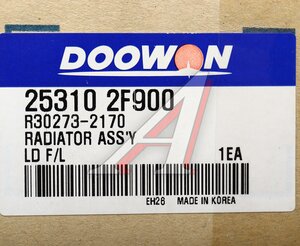 DOOWON
25310 2F900
R30273-2170
RADIATOR ASS'Y
LD F/L 1EA
EH26 MADE IN KOREA